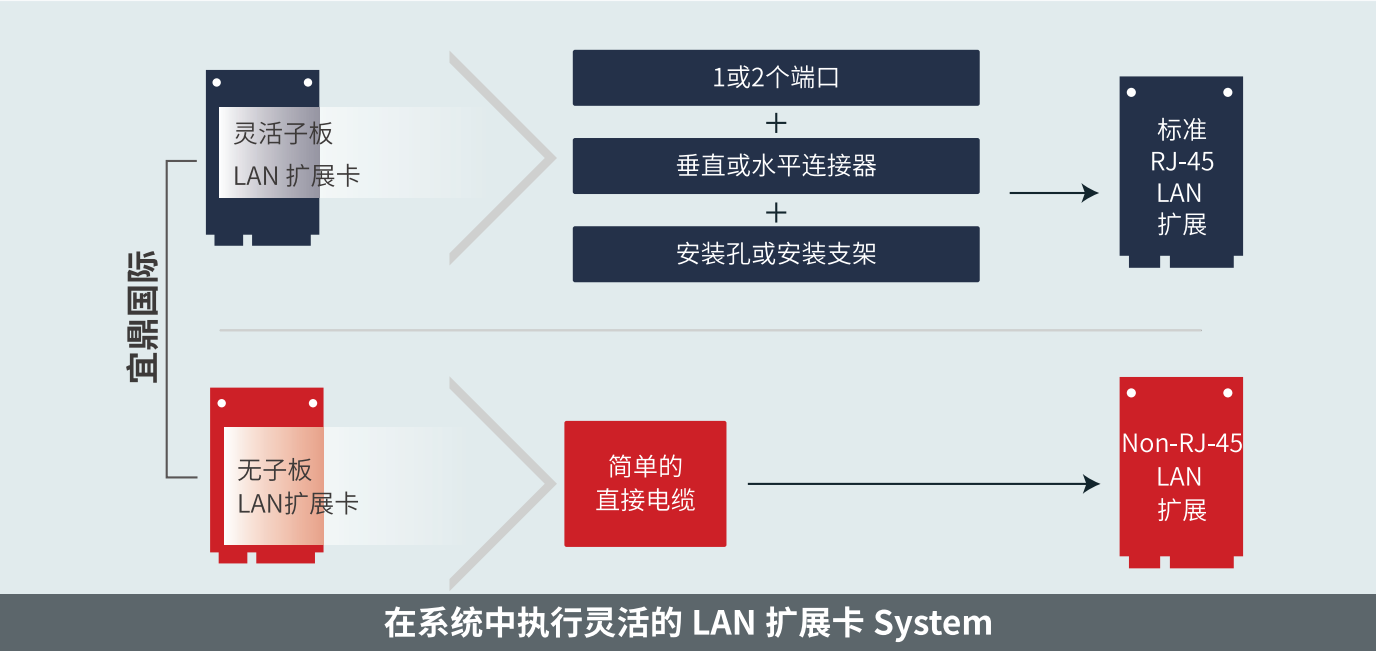 宜鼎国际
灵活子板
LAN 扩展卡
1或2个端口
+
垂直或水平连接器
+
安装孔或安装支架
标准
RJ-45
LAN
扩展
无子板
LAN扩展卡
简单的
直接电缆
Non-RJ-45
LAN
扩展
在系统中执行灵活的 LAN 扩展卡 System